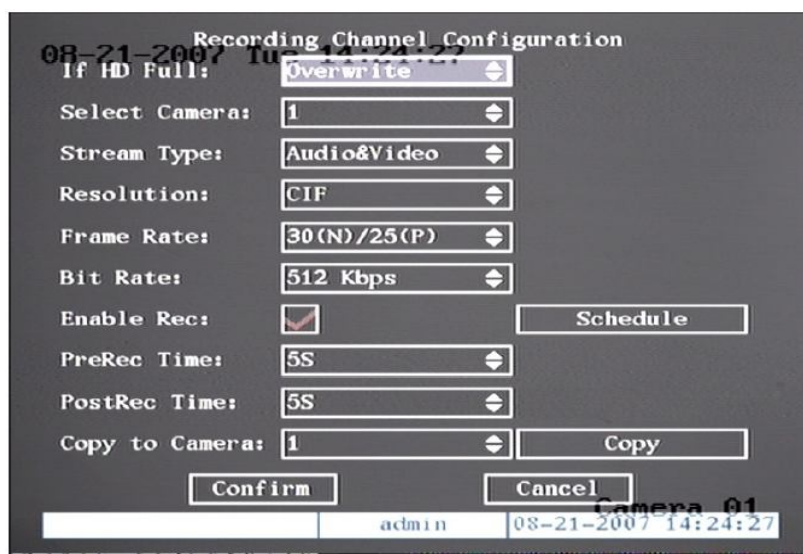 Recording Channel Configuration
08-21-2007 Tue 14:24:27
If HD Full: Overwrite
Select Camera: 1
Stream Type: Audio&Video
Resolution: CIF
Frame Rate: 30(N)/25(P)
Bit Rate: 512 Kbps
Enable Rec: Schedule
PreRec Time: 5S
PostRec Time: 5S
Copy to Camera: 1 Copy
Confirm Cancel
Camera 01
admin 08-21-2007 14:24:27